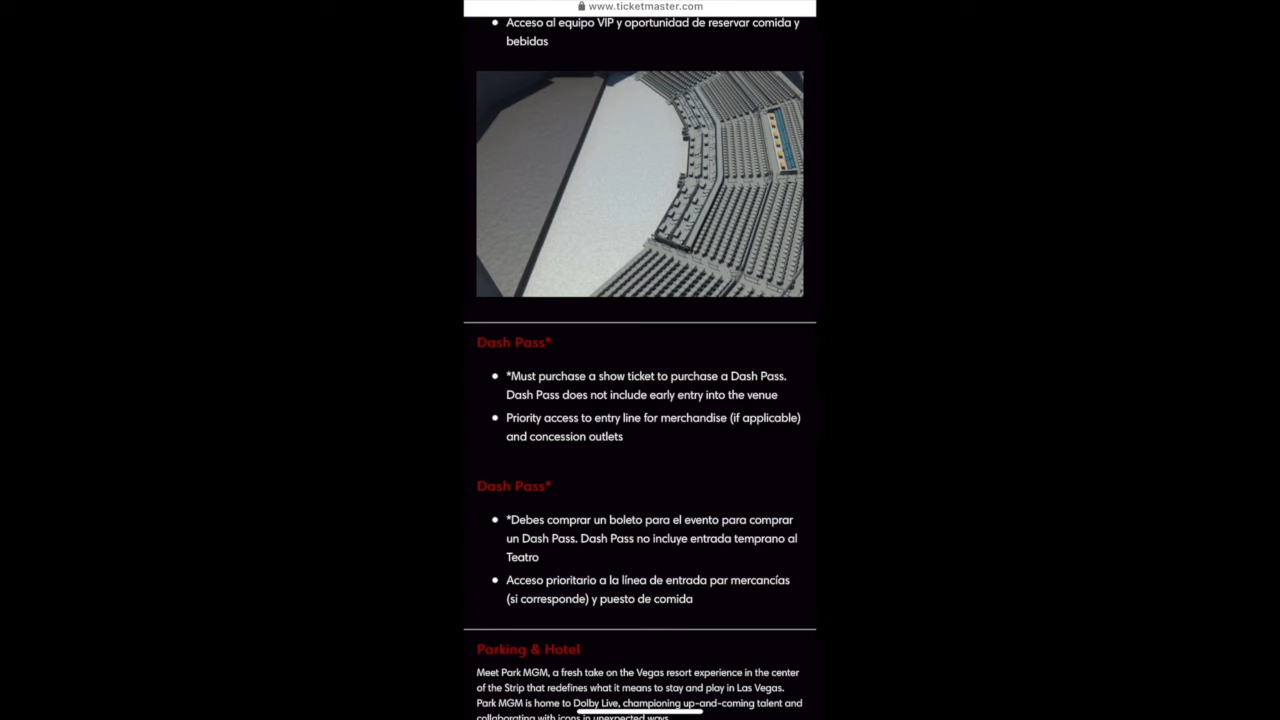 www.ticketmaster.com
• Acceso al equipo VIP y oportunidad de reservar comida y
bebidas
Dash Pass*
• *Must purchase a show ticket to purchase a Dash Pass.
Dash Pass does not include early entry into the venue
• Priority access to entry line for merchandise (if applicable)
and concession outlets
Dash Pass*
• *Debes comprar un boleto para el evento para comprar
un Dash Pass. Dash Pass no incluye entrada temprano al
Teatro
• Acceso prioritario a la línea de entrada par mercancías
(si corresponde) y puesto de comida
Parking & Hotel
Meet Park MGM, a fresh take on the Vegas resort experience in the center
of the Strip that redefines what it means to stay and play in Las Vegas.
Park MGM is home to Dolby Live, championing up-and-coming talent and
collaborating with icons in unexpected ways.